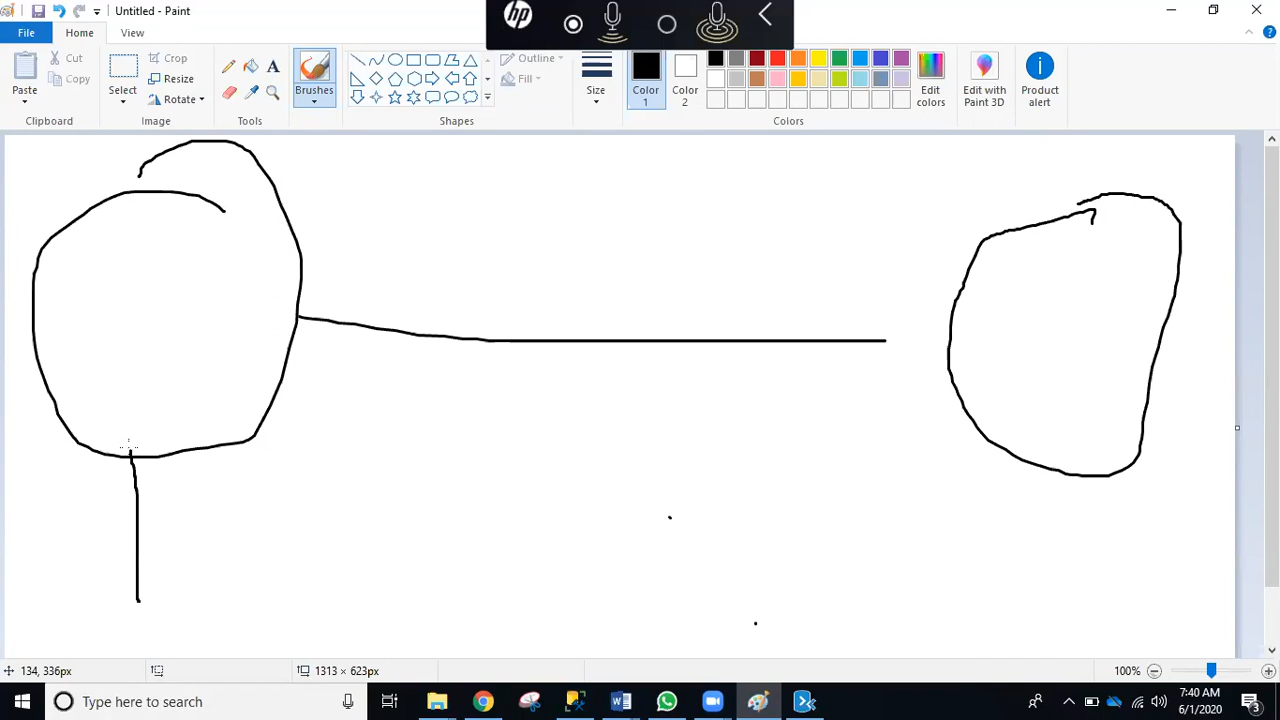 Untitled - Paint
hp
File
Home
View
Paste
Cut
Copy
Select
Crop
Resize
Rotate
Brushes
Outline
Fill
Size
Color 1
Color 2
Edit colors
Edit with Paint 3D
Product alert
Clipboard
Image
Tools
Shapes
Colors
134, 336px
1313 × 623px
100%
Type here to search
7:40 AM
6/1/2020
3